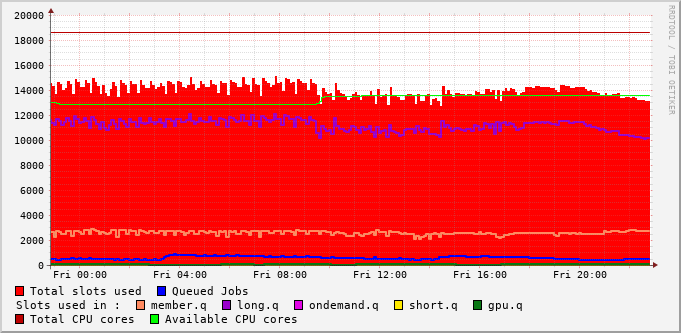 20000
18000
16000
14000
12000
10000
8000
6000
4000
2000
0
Fri 00:00 Fri 04:00 Fri 08:00 Fri 12:00 Fri 16:00 Fri 20:00
Total slots used Queued Jobs
Slots used in : member.q long.q ondemand.q short.q gpu.q
Total CPU cores Available CPU cores
RRDTOOL / TOBI OETIKER